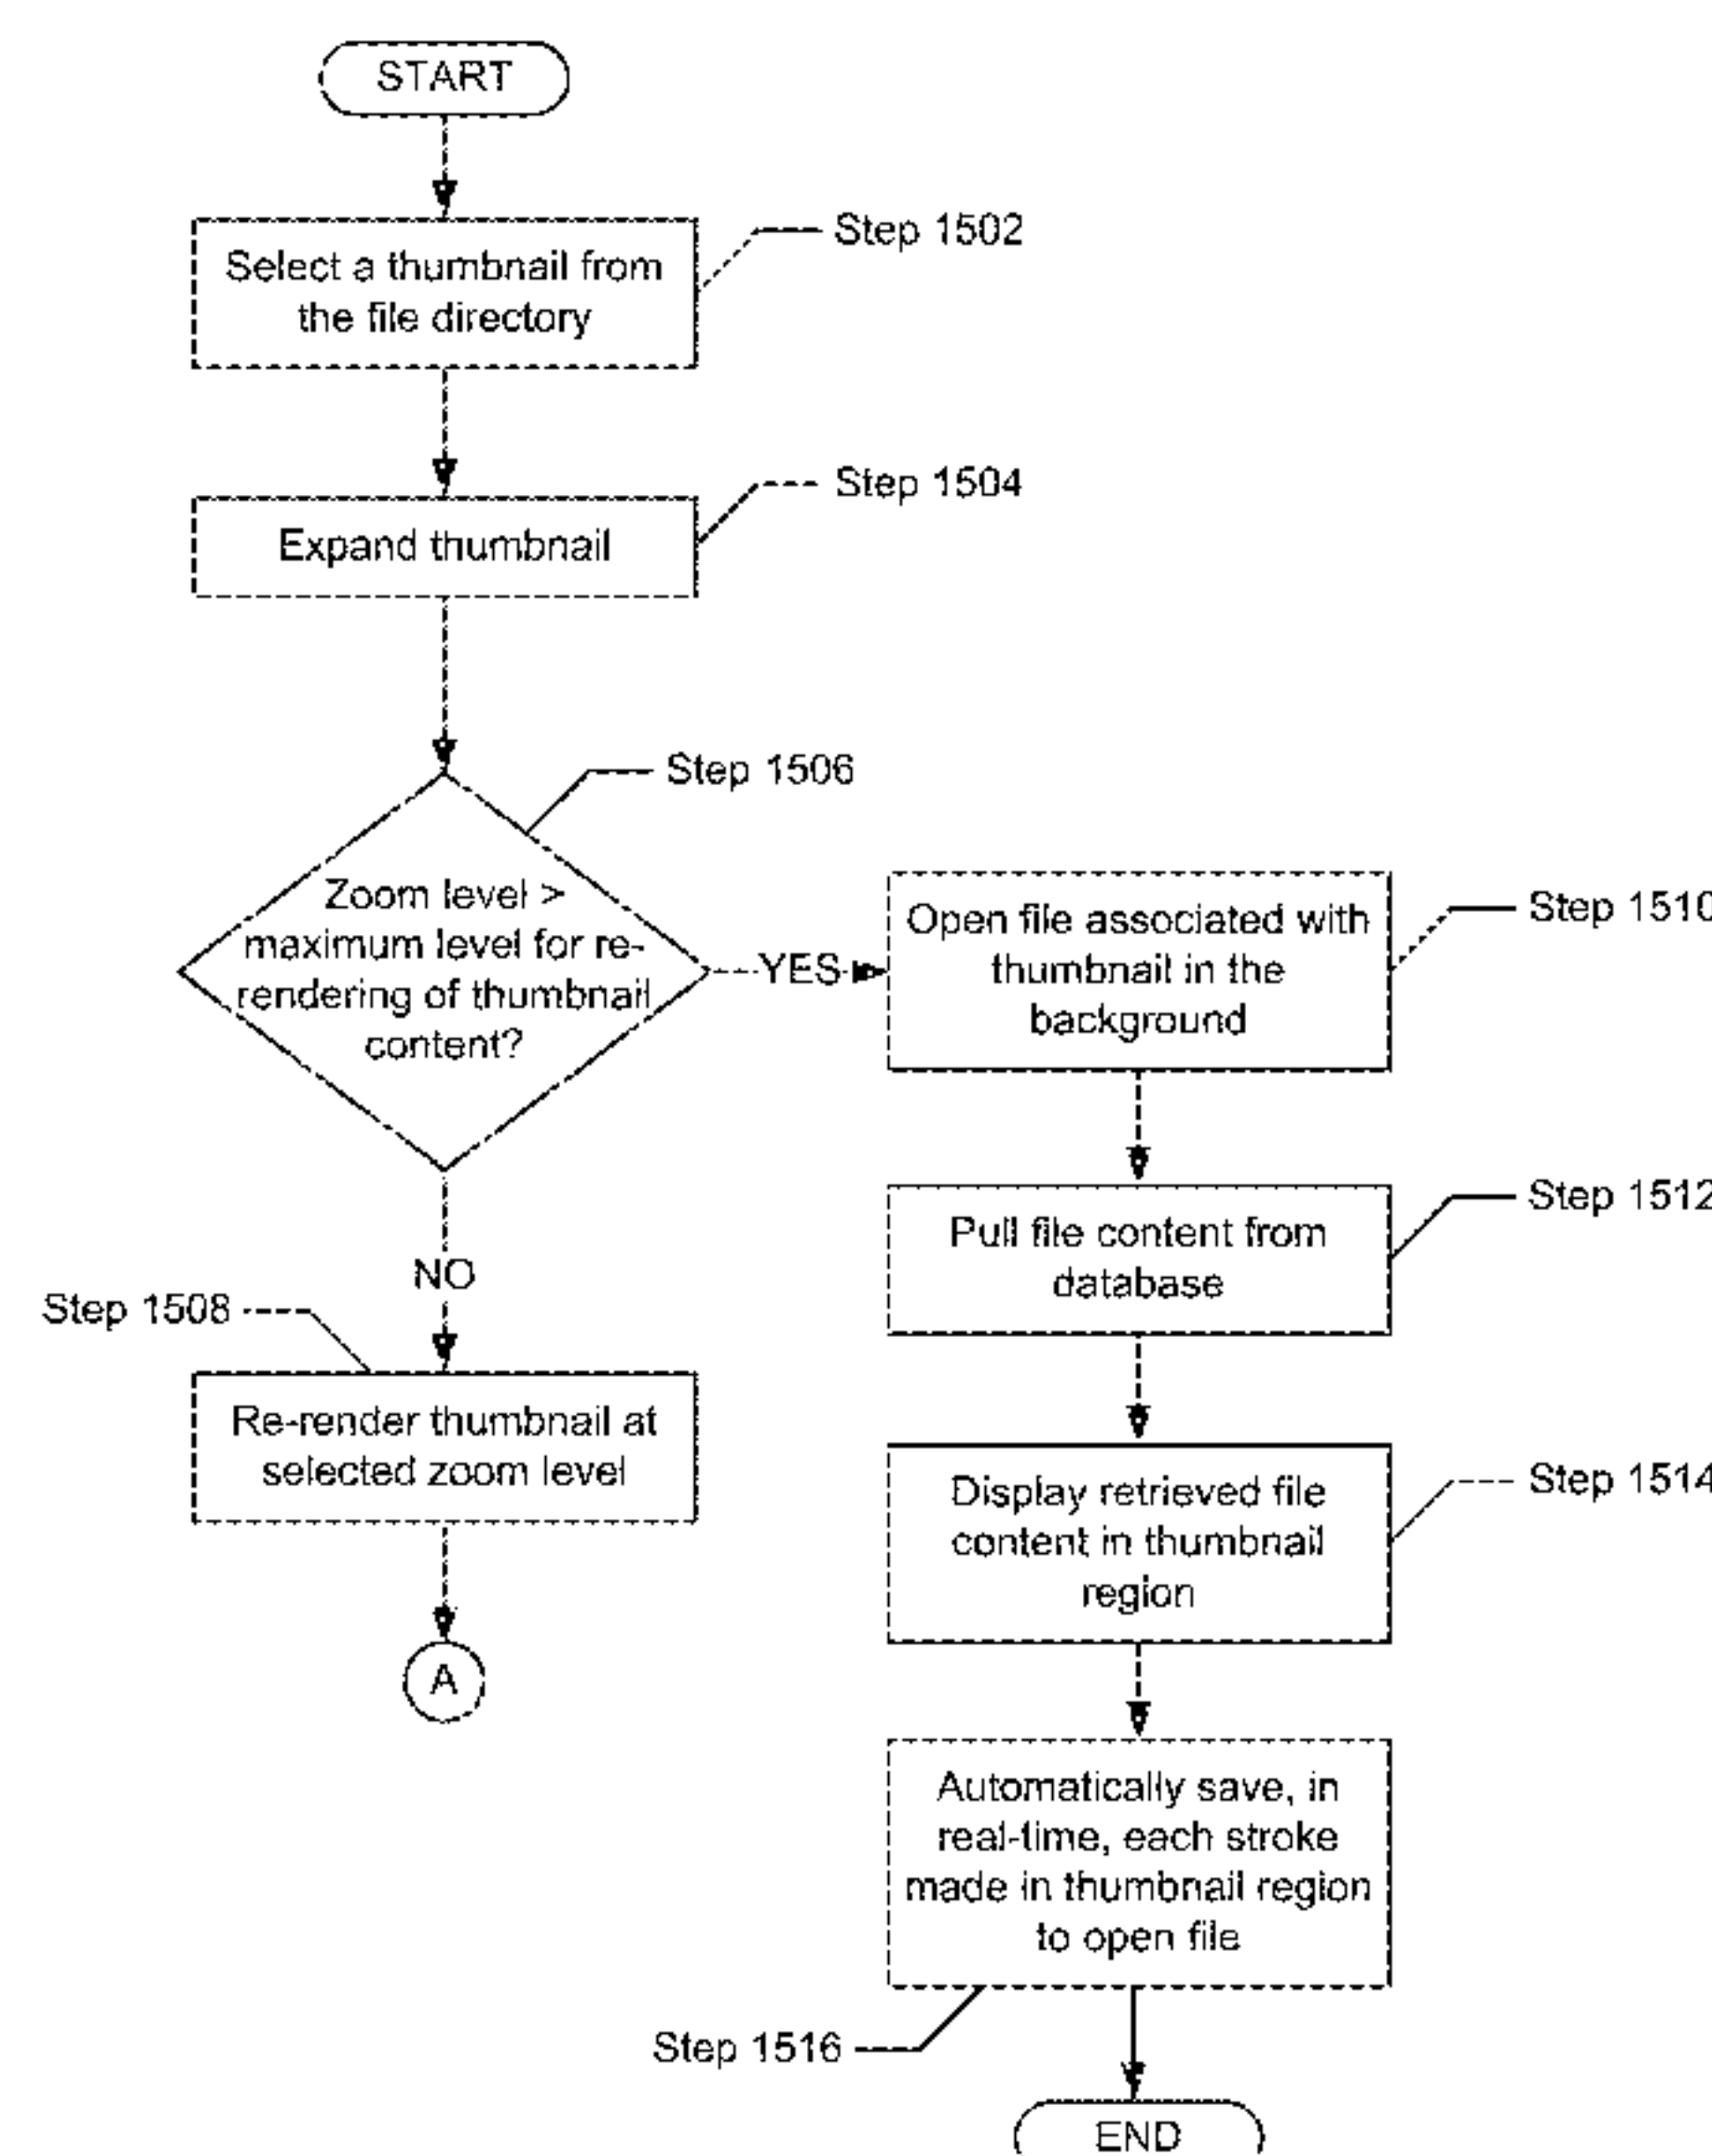 START
Step 1502
Select a thumbnail from
the file directory
Step 1504
Expand thumbnail
Step 1506
Zoom level >
maximum level for re-
rendering of thumbnail
content?
YES
Open file associated with
thumbnail in the
background
Step 1510
Pull file content from
database
Step 1512
NO
Step 1508
Re-render thumbnail at
selected zoom level
A
Display retrieved file
content in thumbnail
region
Step 1514
Automatically save, in
real-time, each stroke
made in thumbnail region
to open file
Step 1516
END